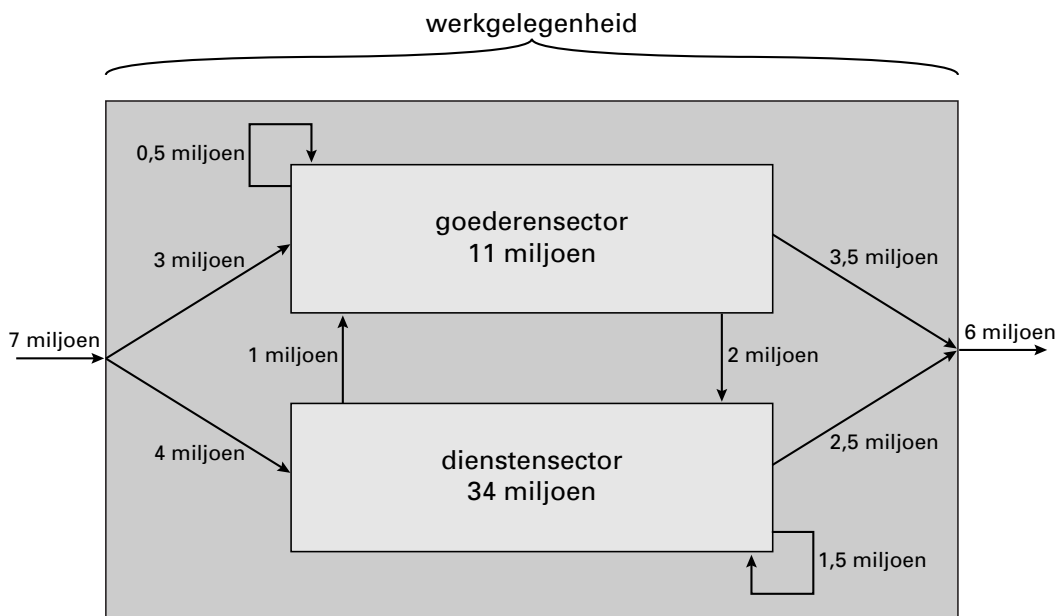 werkgelegenheid
0,5 miljoen
goederensector
11 miljoen
3 miljoen
3,5 miljoen
7 miljoen
1 miljoen
2 miljoen
6 miljoen
4 miljoen
dienstensector
34 miljoen
2,5 miljoen
1,5 miljoen